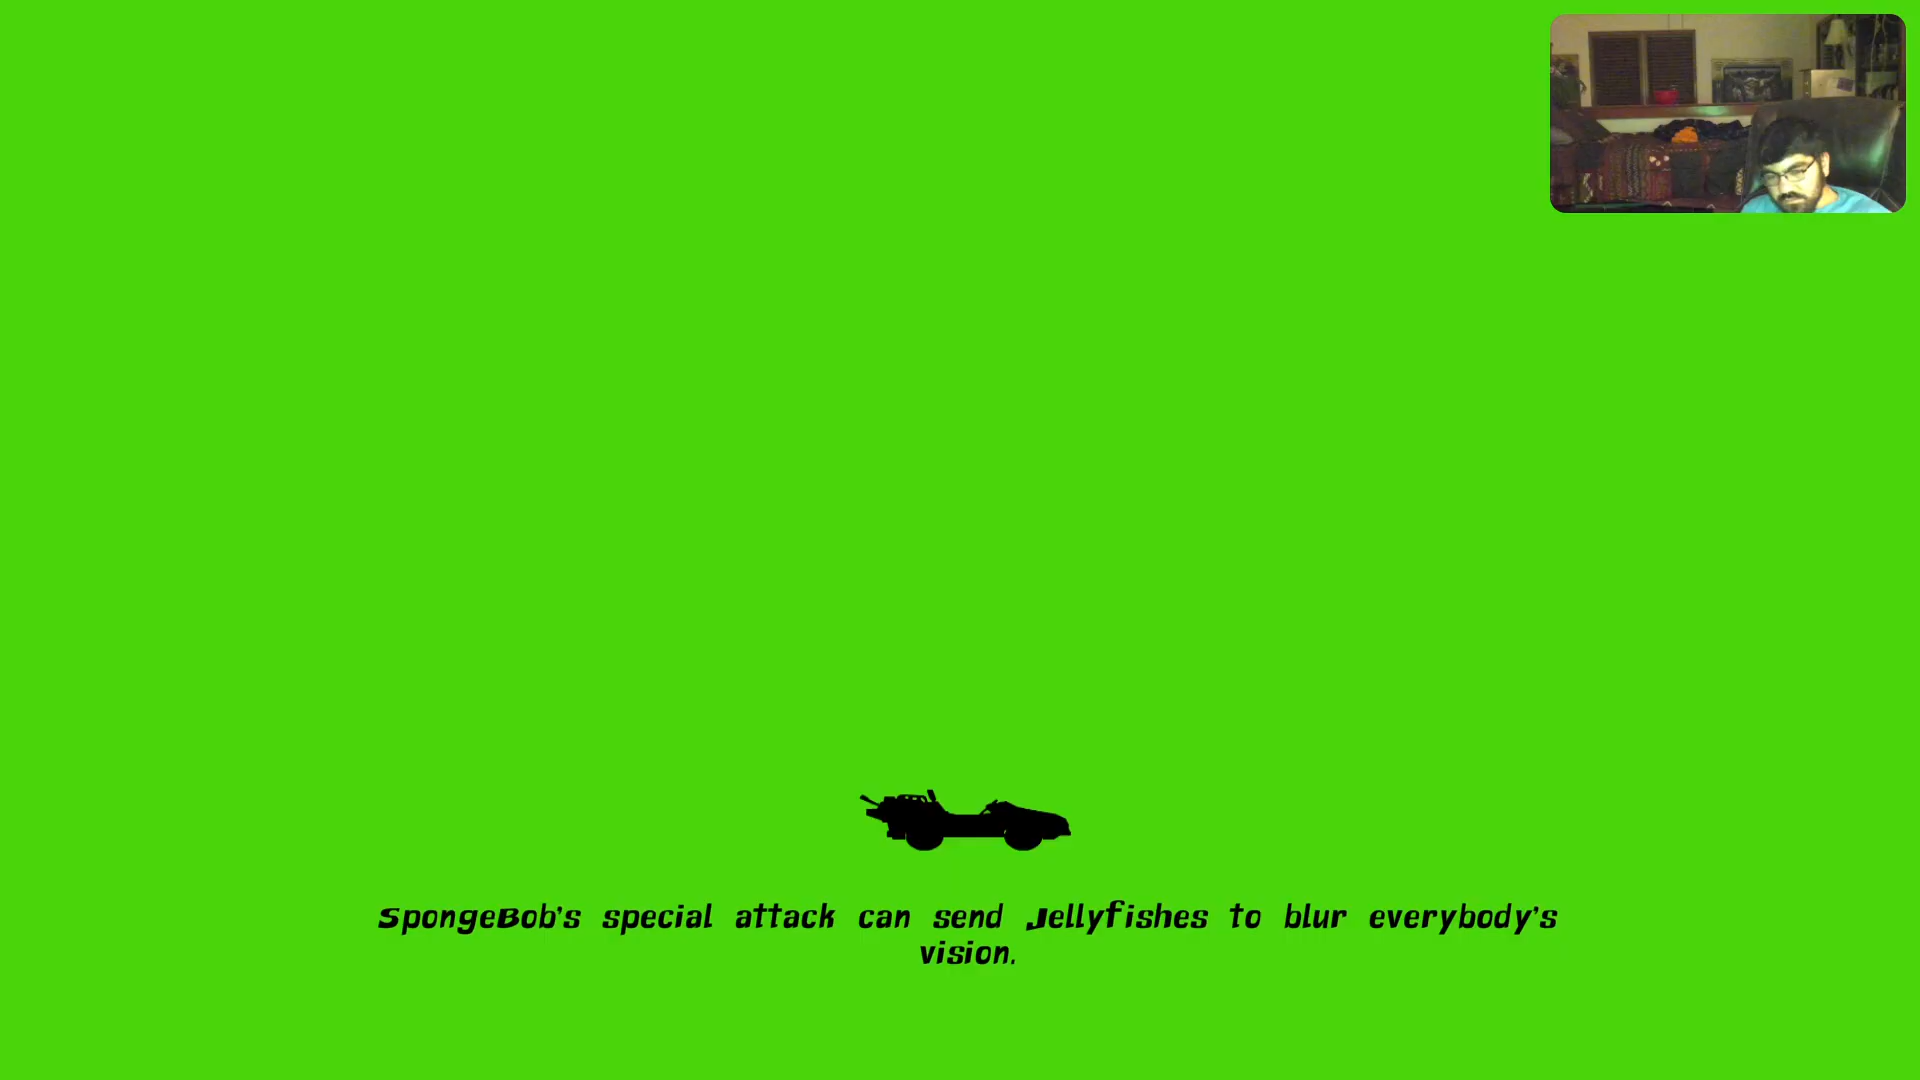 SpongeBob's special attack can send Jellyfishes to blur everybody's
vision.